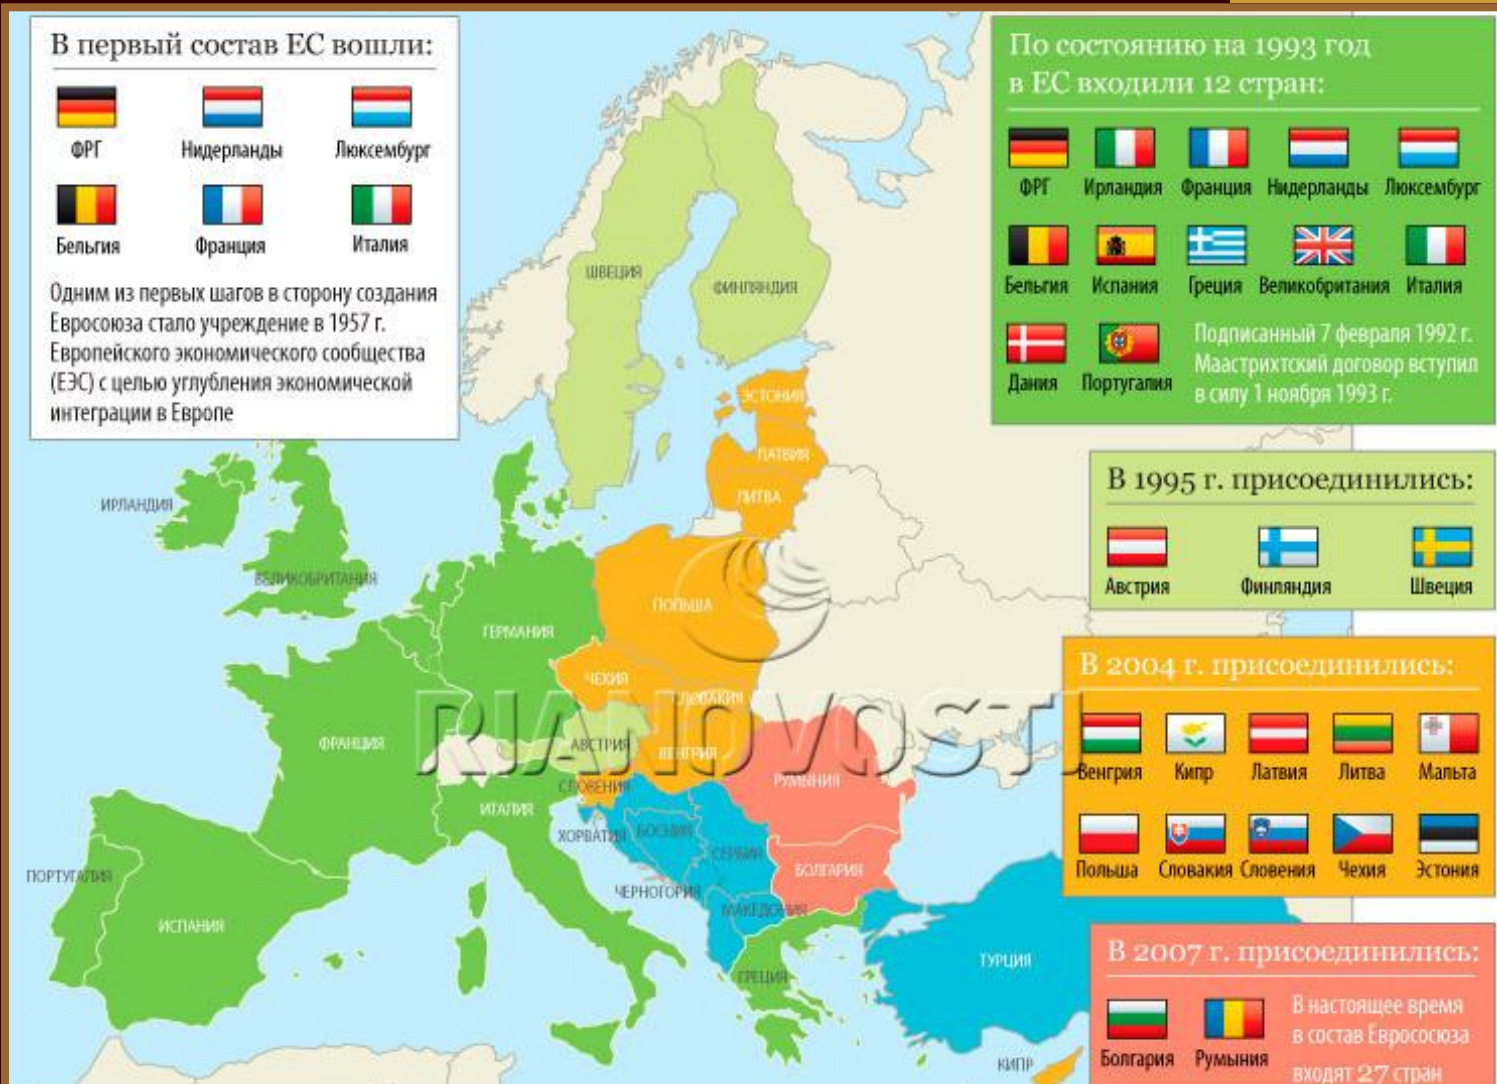 В первый состав ЕС вошли:
ФРГ
Нидерланды
Люксембург
Бельгия
Франция
Италия
Одним из первых шагов в сторону создания
Евросоюза стало учреждение в 1957 г.
Европейского экономического сообщества
(ЕЭС) с целью углубления экономической
интеграции в Европе
По состоянию на 1993 год
в ЕС входили 12 стран:
ФРГ
Ирландия
Франция
Нидерланды
Люксембург
Бельгия
Испания
Греция
Великобритания
Италия
Дания
Португалия
Подписанный 7 февраля 1992 г.
Маастрихтский договор вступил
в силу 1 ноября 1993 г.
В 1995 г. присоединились:
Австрия
Финляндия
Швеция
В 2004 г. присоединились:
Венгрия
Кипр
Латвия
Литва
Мальта
Польша
Словакия
Словения
Чехия
Эстония
В 2007 г. присоединились:
Болгария
Румыния
В настоящее время
в состав Евросоюза
входят 27 стран
ШВЕЦИЯ
ФИНЛЯНДИЯ
ЭСТОНИЯ
ЛАТВИЯ
ЛИТВА
ИРЛАНДИЯ
ВЕЛИКОБРИТАНИЯ
ПОЛЬША
ГЕРМАНИЯ
ЧЕХИЯ
СЛОВАКИЯ
ФРАНЦИЯ
АВСТРИЯ
ВЕНГРИЯ
RIANOVOSTI
РУМЫНИЯ
СЛОВЕНИЯ
ИТАЛИЯ
ХОРВАТИЯ
БОСНИЯ
СЕРБИЯ
БОЛГАРИЯ
ПОРТУГАЛИЯ
ЧЕРНОГОРИЯ
МАКЕДОНИЯ
ИСПАНИЯ
ТУРЦИЯ
ГРЕЦИЯ
КИПР